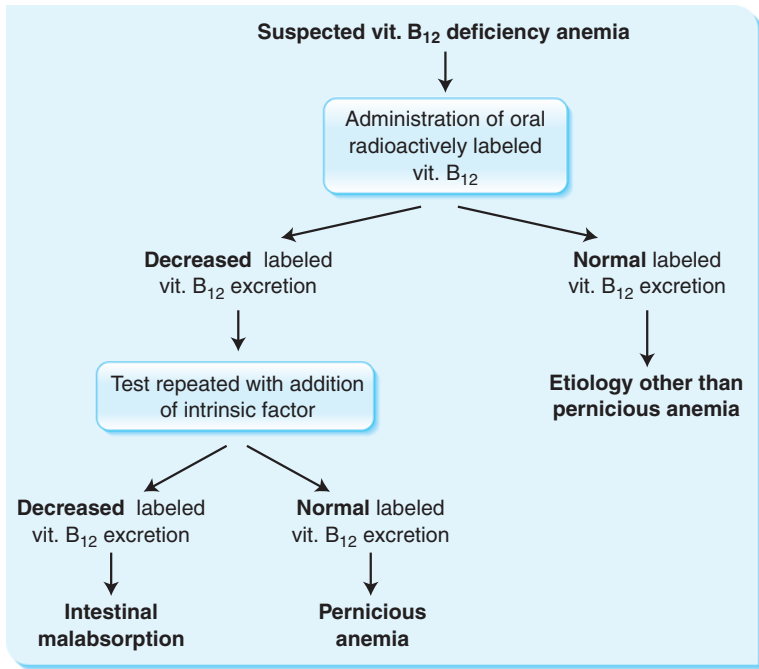 Suspected vit. B12 deficiency anemia
Administration of oral
radioactively labeled
vit. B12
Decreased labeled
vit. B12 excretion
Normal labeled
vit. B12 excretion
Test repeated with addition
of intrinsic factor
Etiology other than
pernicious anemia
Decreased labeled
vit. B12 excretion
Normal labeled
vit. B12 excretion
Intestinal
malabsorption
Pernicious
anemia